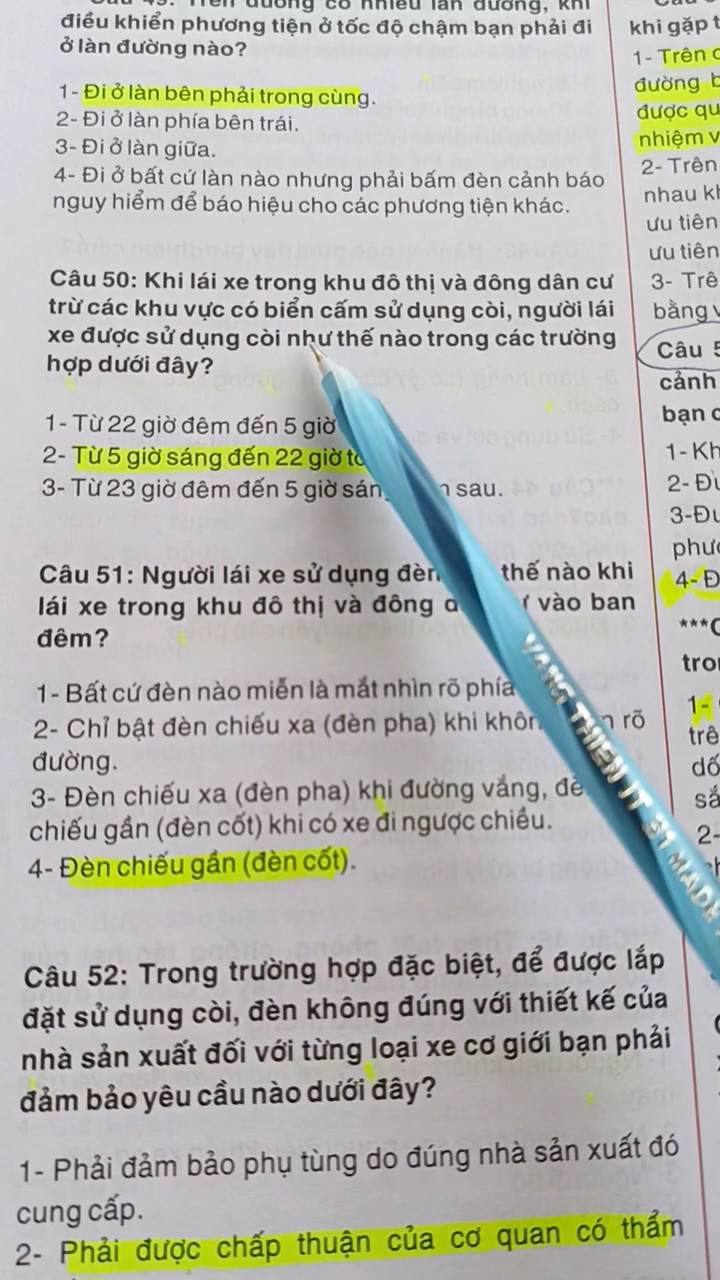 điều khiển phương tiện ở tốc độ chậm bạn phải đi
ở làn đường nào?
1- Đi ở làn bên phải trong cùng.
2- Đi ở làn phía bên trái.
3- Đi ở làn giữa.
4- Đi ở bất cứ làn nào nhưng phải bấm đèn cảnh báo
nguy hiểm để báo hiệu cho các phương tiện khác.
Câu 50: Khi lái xe trong khu đô thị và đông dân cư
trừ các khu vực có biển cấm sử dụng còi, người lái
xe được sử dụng còi như thế nào trong các trường
hợp dưới đây?
1- Từ 22 giờ đêm đến 5 giờ
2- Từ 5 giờ sáng đến 22 giờ
3- Từ 23 giờ đêm đến 5 giờ sáng sau.
Câu 51: Người lái xe sử dụng đèn thế nào khi
lái xe trong khu đô thị và đông vào ban
đêm?
1- Bất cứ đèn nào miễn là mắt nhìn rõ phía
2- Chỉ bật đèn chiếu xa (đèn pha) khi không rõ
đường.
3- Đèn chiếu xa (đèn pha) khi đường vắng, đèn
chiếu gần (đèn cốt) khi có xe đi ngược chiều.
4- Đèn chiếu gần (đèn cốt).
Câu 52: Trong trường hợp đặc biệt, để được lắp
đặt sử dụng còi, đèn không đúng với thiết kế của
nhà sản xuất đối với từng loại xe cơ giới bạn phải
đảm bảo yêu cầu nào dưới đây?
1- Phải đảm bảo phụ tùng do đúng nhà sản xuất đó
cung cấp.
2- Phải được chấp thuận của cơ quan có thẩm
khi gặp
1- Trên
đường
được
nhiệm
2- Trên
nhau
ưu tiên
ưu tiên
3-
bằng
Câu
cảnh
bạn
1-
2-
3-
4-
***
1-
2-
THIEN
MADE